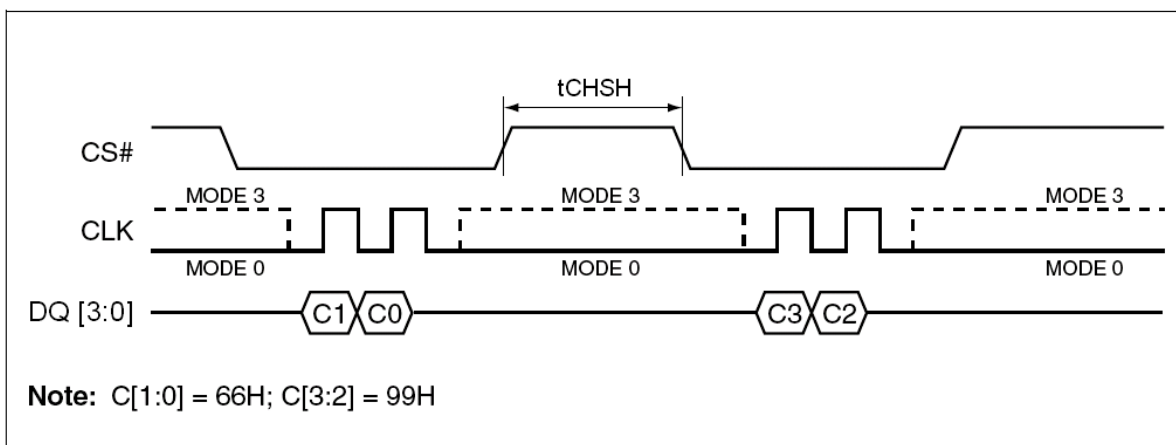 tCHSH
CS#
MODE 3 MODE 3 MODE 3
CLK
MODE 0 MODE 0 MODE 0
DQ [3:0] C1 C0 C3 C2
Note: C[1:0] = 66H; C[3:2] = 99H